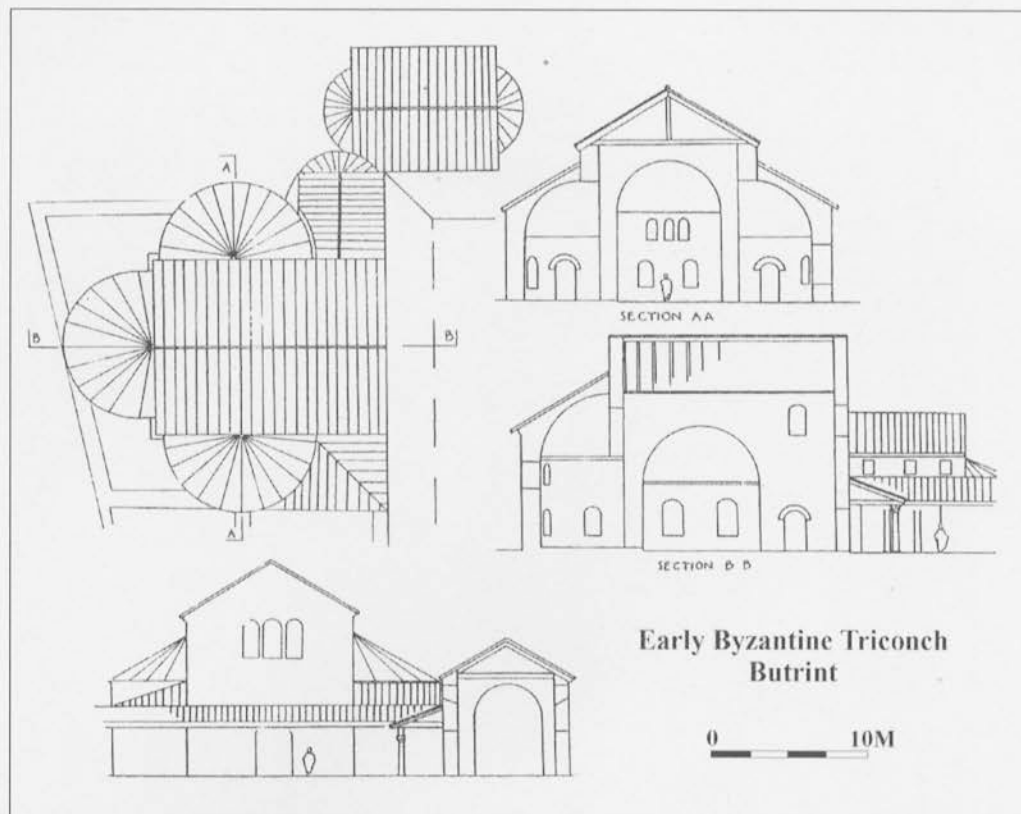 A
B
B
A
SECTION AA
SECTION B B
Early Byzantine Triconch
Butrint
0 10M